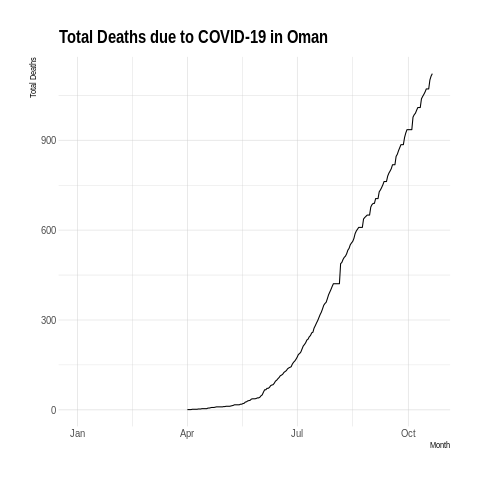 Total Deaths due to COVID-19 in Oman
Total Deaths
900
600
300
0
Jan Apr Jul Oct
Month